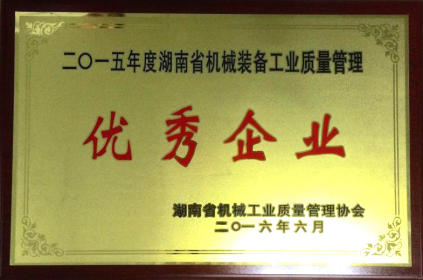 二〇一五年度湖南省机械装备工业质量管理
优秀企业
湖南省机械工业质量管理协会
二〇一六年六月